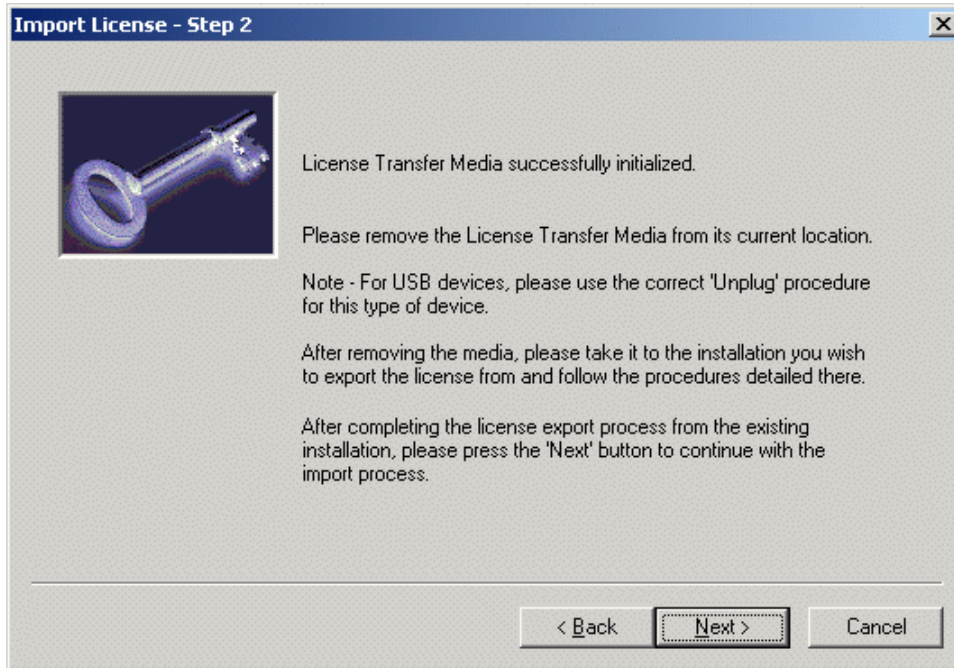 Import License - Step 2
License Transfer Media successfully initialized.
Please remove the License Transfer Media from its current location.
Note - For USB devices, please use the correct 'Unplug' procedure
for this type of device.
After removing the media, please take it to the installation you wish
to export the license from and follow the procedures detailed there.
After completing the license export process from the existing
installation, please press the 'Next' button to continue with the
import process.
< Back
Next >
Cancel